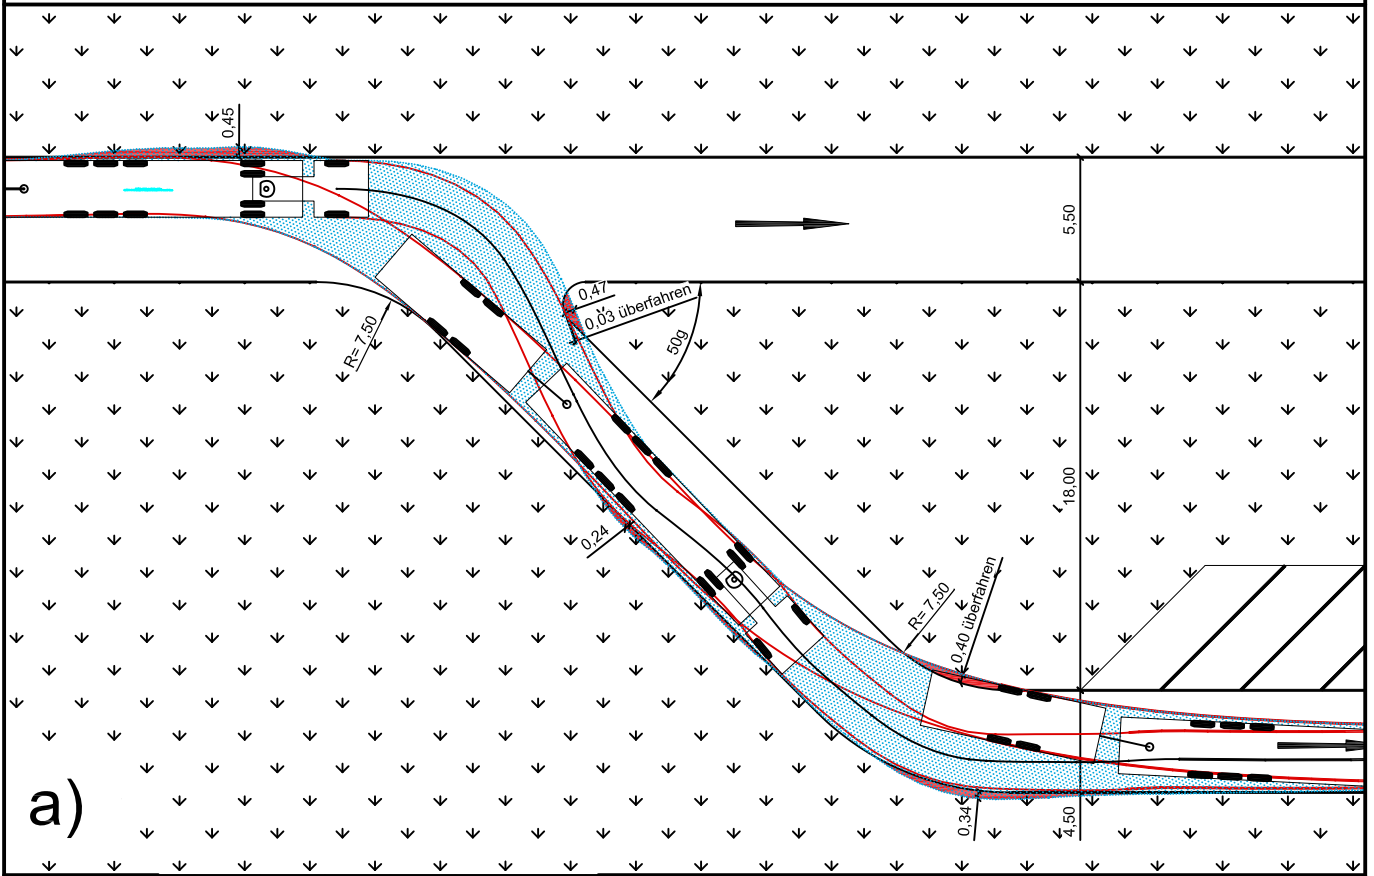 0,45
5,50
0,47
0,03 überfahren
R= 7,50
50g
18,00
0,24
0,40 überfahren
R= 7,50
a)
0,34
4,50